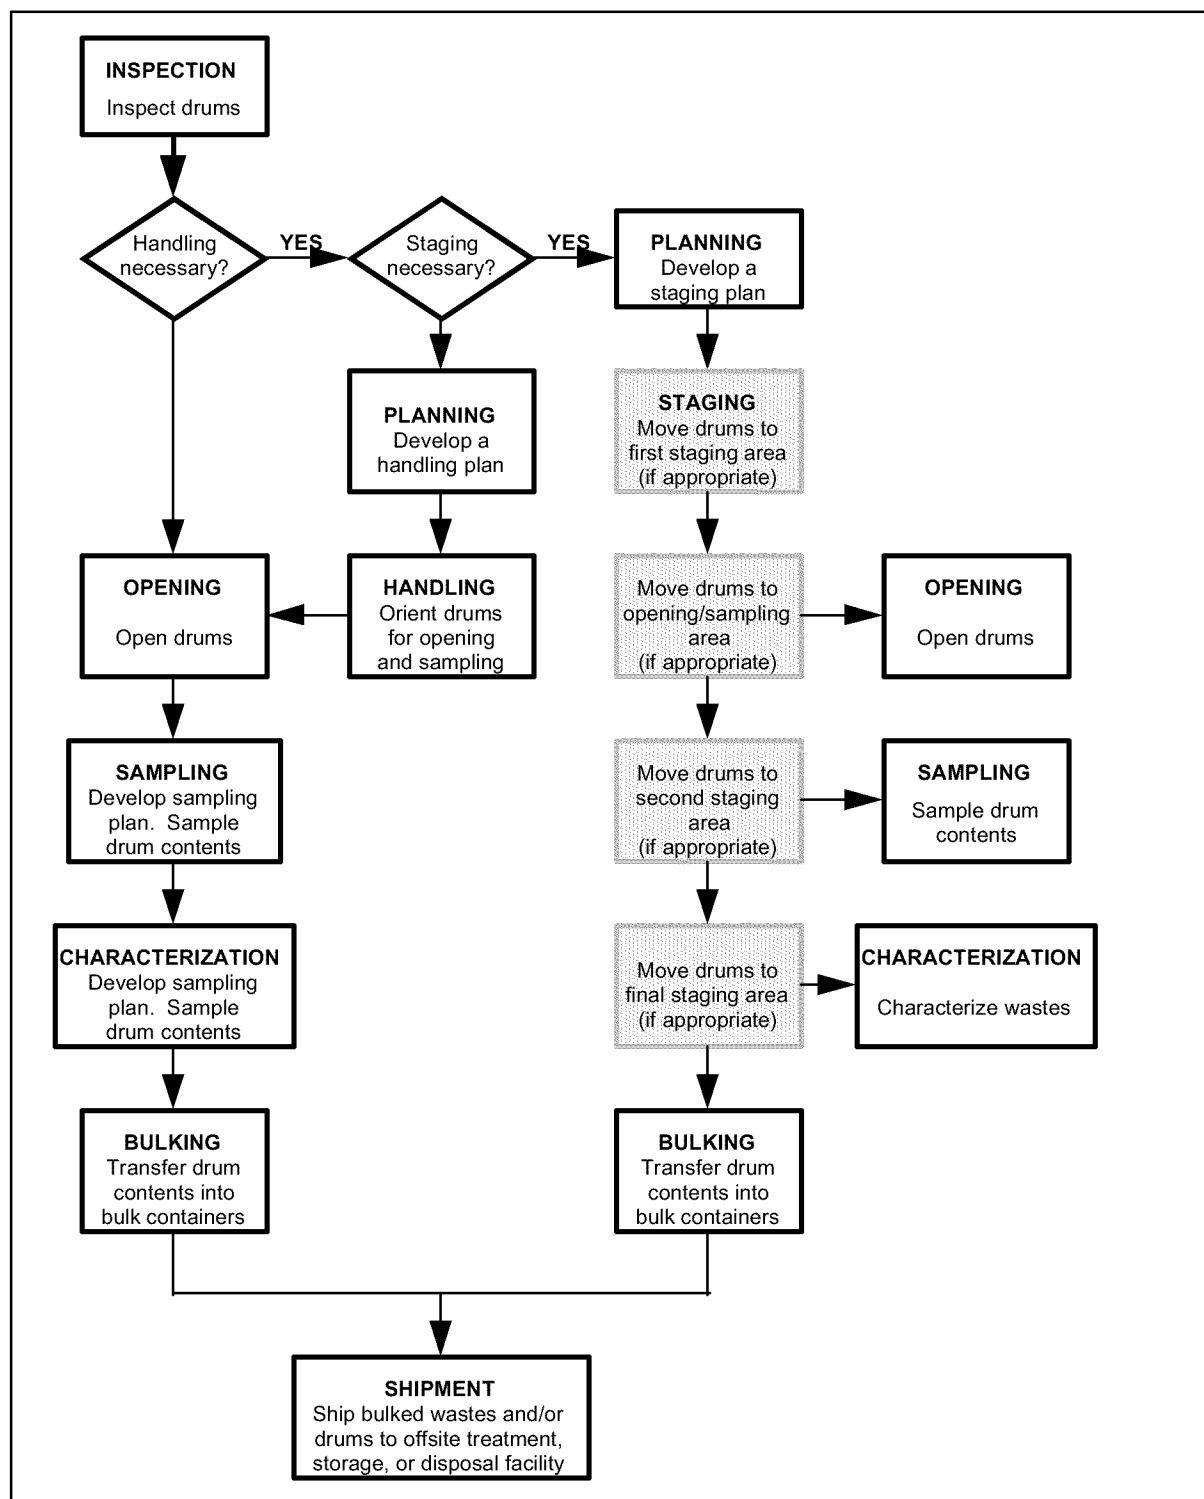 INSPECTION
Inspect drums
Handling
necessary?
YES
Staging
necessary?
YES
PLANNING
Develop a
staging plan
PLANNING
Develop a
handling plan
STAGING
Move drums to
first staging area
(if appropriate)
OPENING
Open drums
HANDLING
Orient drums
for opening
and sampling
Move drums to
opening/sampling
area
(if appropriate)
OPENING
Open drums
SAMPLING
Develop sampling
plan. Sample
drum contents
Move drums to
second staging
area
(if appropriate)
SAMPLING
Sample drum
contents
CHARACTERIZATION
Develop sampling
plan. Sample
drum contents
Move drums to
final staging area
(if appropriate)
CHARACTERIZATION
Characterize wastes
BULKING
Transfer drum
contents into
bulk containers
BULKING
Transfer drum
contents into
bulk containers
SHIPMENT
Ship bulked wastes and/or
drums to offsite treatment,
storage, or disposal facility